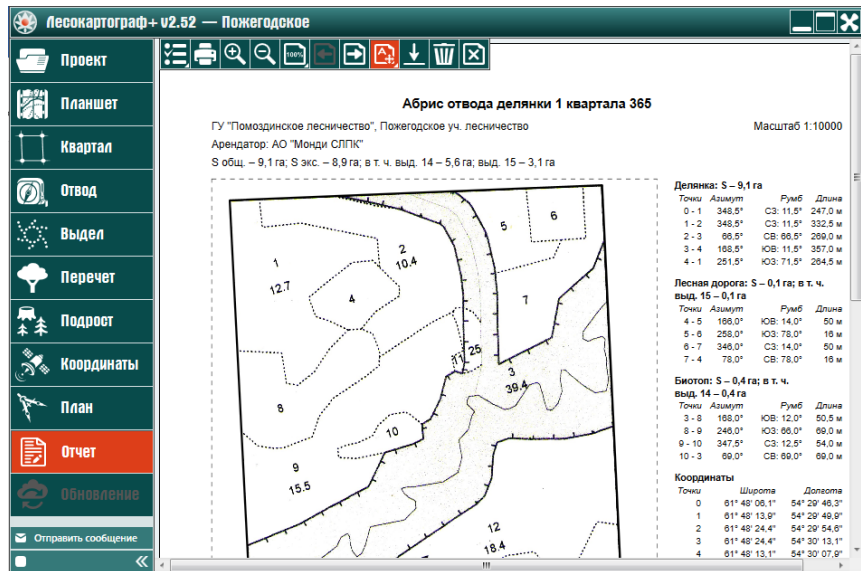 Лесокартограф+ v2.52 — Пожегодское
Проект
Планшет
Квартал
Отвод
Выдел
Перечет
Подрост
Координаты
План
Отчет
Обновление
Отправить сообщение
100%
Абрис отвода делянки 1 квартала 365
ГУ "Помоздинское лесничество", Пожегодское уч. лесничество
Масштаб 1:10000
Арендатор: АО "Монди СЛПК"
S общ. – 9,1 га; S экс. – 8,9 га; в т. ч. выд. 14 – 5,6 га; выд. 15 – 3,1 га
1
12.7
2
10.4
4
5
6
7
8
11
25
3
39.4
10
9
15.5
12
18.4
Делянка: S – 9,1 га
Точки Азимут Румб Длина
0 - 1 348,5° СЗ: 11,5° 247,0 м
1 - 2 348,5° СЗ: 11,5° 332,5 м
2 - 3 66,5° СВ: 66,5° 269,0 м
3 - 4 168,5° ЮВ: 11,5° 357,0 м
4 - 1 251,5° ЮЗ: 71,5° 264,5 м
Лесная дорога: S – 0,1 га; в т. ч.
выд. 15 – 0,1 га
Точки Азимут Румб Длина
4 - 5 166,0° ЮВ: 14,0° 50 м
5 - 6 258,0° ЮЗ: 78,0° 16 м
6 - 7 346,0° СЗ: 14,0° 50 м
7 - 4 78,0° СВ: 78,0° 16 м
Биотоп: S – 0,4 га; в т. ч.
выд. 14 – 0,4 га
Точки Азимут Румб Длина
3 - 8 168,0° ЮВ: 12,0° 50,5 м
8 - 9 246,0° ЮЗ: 66,0° 69,0 м
9 - 10 347,5° СЗ: 12,5° 54,0 м
10 - 3 69,0° СВ: 69,0° 69,0 м
Координаты
Точки Широта Долгота
0 61° 48' 06,1" 54° 29' 46,3"
1 61° 48' 13,9" 54° 29' 49,9"
2 61° 48' 24,4" 54° 29' 54,6"
3 61° 48' 24,4" 54° 30' 13,1"
4 61° 48' 13,1" 54° 30' 07,9"